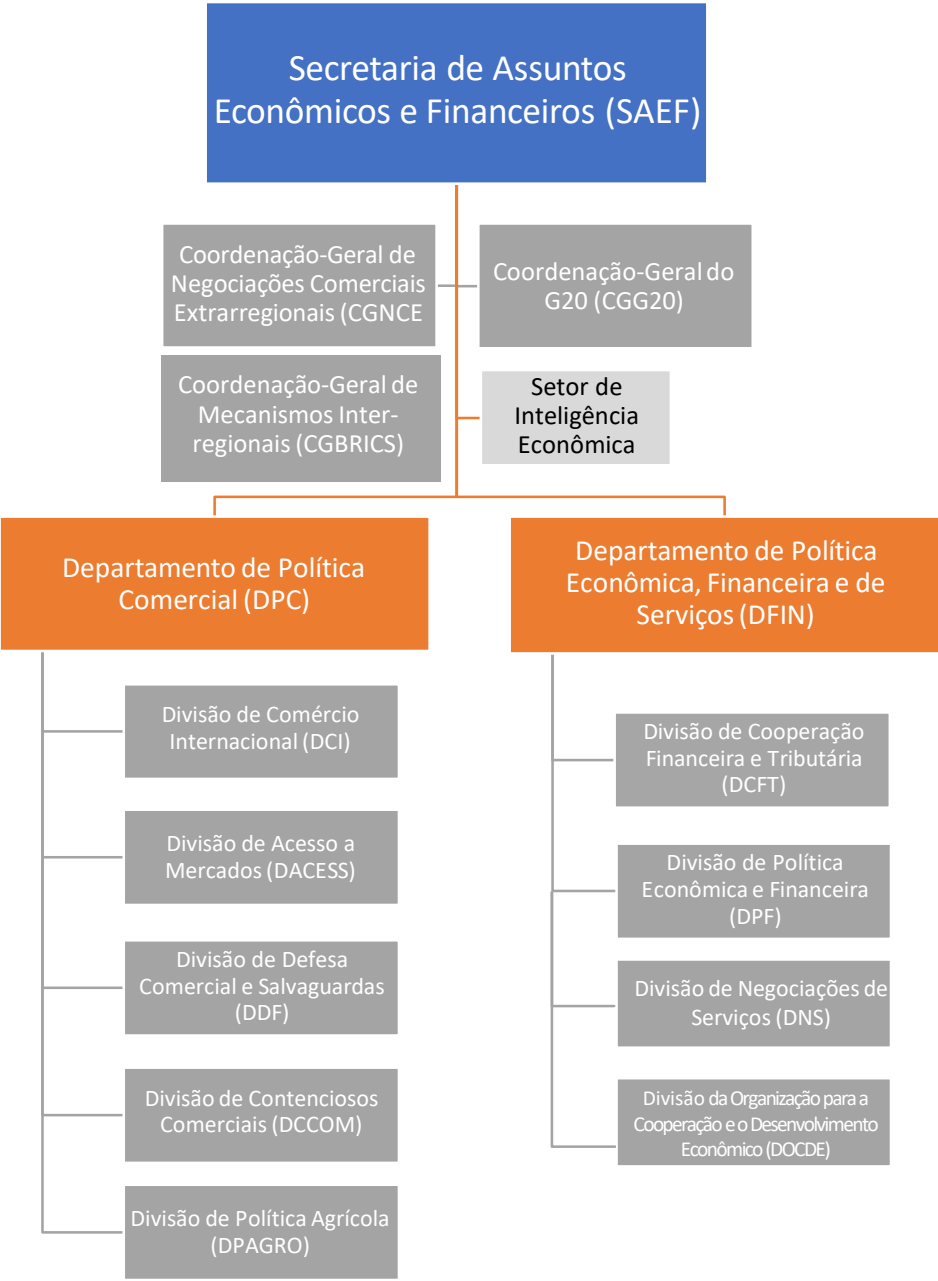 Secretaria de Assuntos
Econômicos e Financeiros (SAEF)
Coordenação-Geral de
Negociações Comerciais
Extrarregionais (CGNCE
Coordenação-Geral do
G20 (CGG20)
Coordenação-Geral de
Mecanismos Inter-
regionais (CGBRICS)
Setor de
Inteligência
Econômica
Departamento de Política
Comercial (DPC)
Departamento de Política
Econômica, Financeira e de
Serviços (DFIN)
Divisão de Comércio
Internacional (DCI)
Divisão de Acesso a
Mercados (DACESS)
Divisão de Defesa
Comercial e Salvaguardas
(DDF)
Divisão de Contenciosos
Comerciais (DCCOM)
Divisão de Política Agrícola
(DPAGRO)
Divisão de Cooperação
Financeira e Tributária
(DCFT)
Divisão de Política
Econômica e Financeira
(DPF)
Divisão de Negociações de
Serviços (DNS)
Divisão da Organização para a
Cooperação e o Desenvolvimento
Econômico (DOCDE)